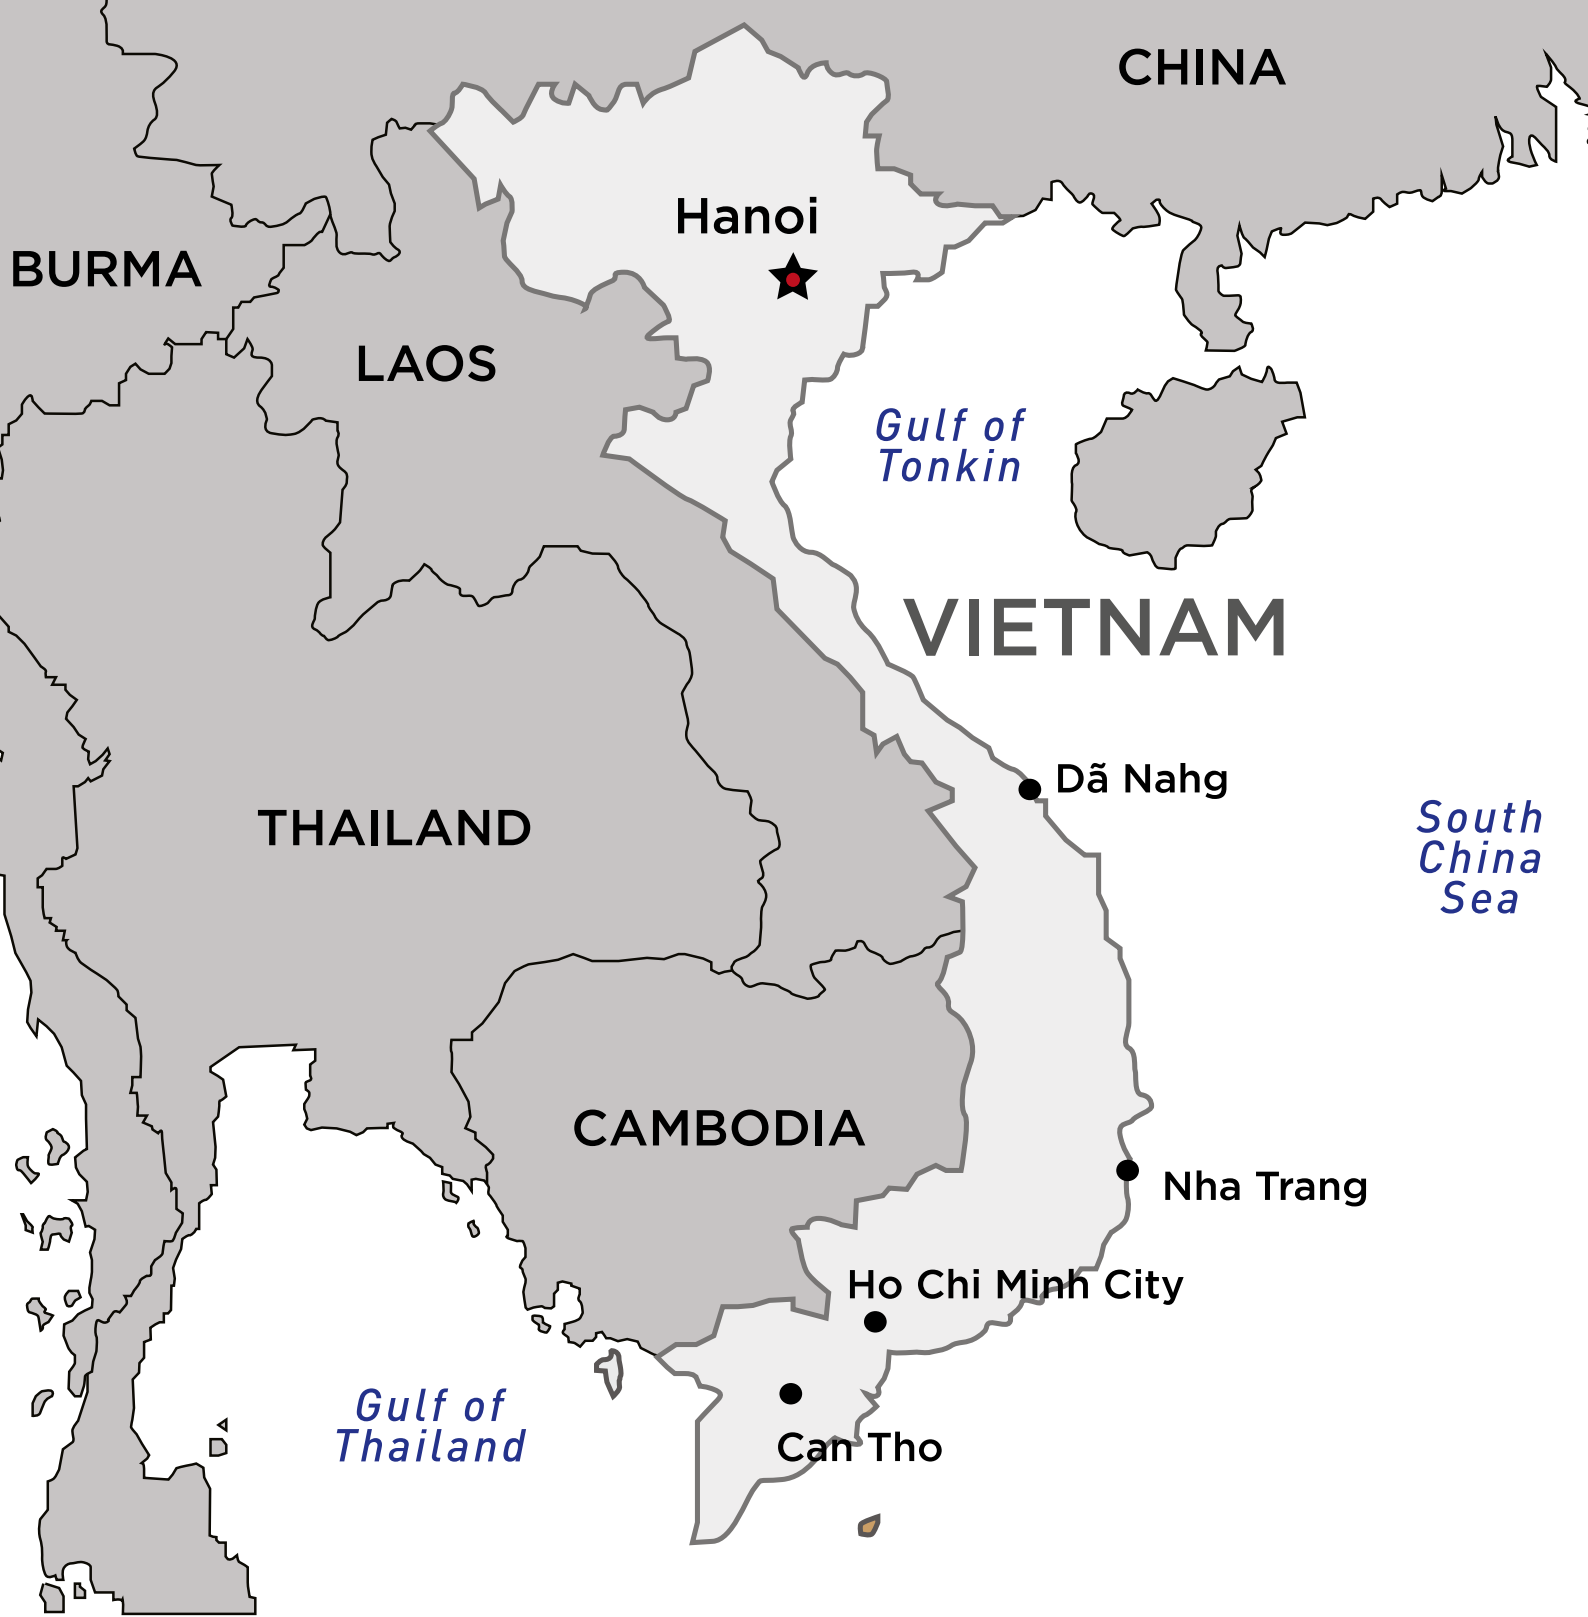 CHINA
Hanoi
BURMA
LAOS
Gulf of
Tonkin
VIETNAM
Dã Nahg
THAILAND
South
China
Sea
CAMBODIA
Nha Trang
Ho Chi Minh City
Gulf of
Thailand
Can Tho